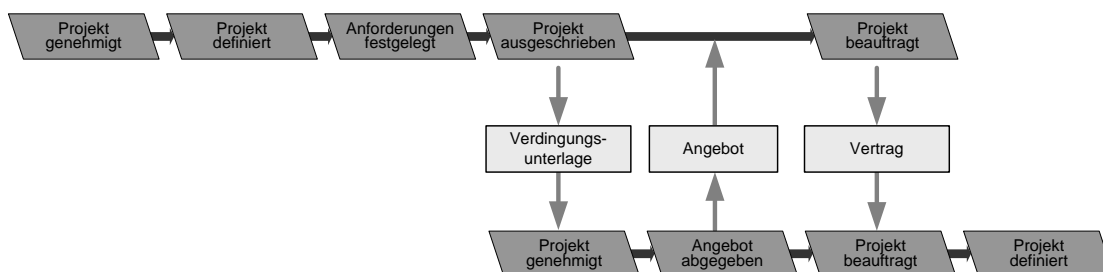 Projekt
genehmigt
Projekt
definiert
Anforderungen
festgelegt
Projekt
ausgeschrieben
Projekt
beauftragt
Verdingungs-
unterlage
Angebot
Vertrag
Projekt
genehmigt
Angebot
abgegeben
Projekt
beauftragt
Projekt
definiert